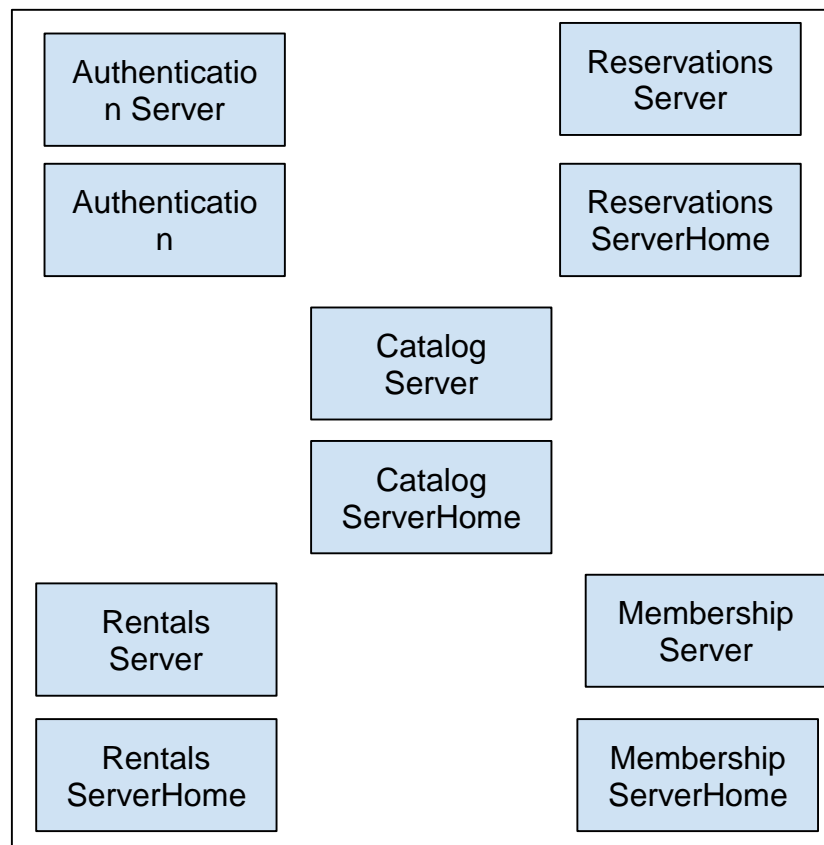 Authenticatio
n Server
Reservations
Server
Authenticatio
n
Reservations
ServerHome
Catalog
Server
Catalog
ServerHome
Rentals
Server
Membership
Server
Rentals
ServerHome
Membership
ServerHome